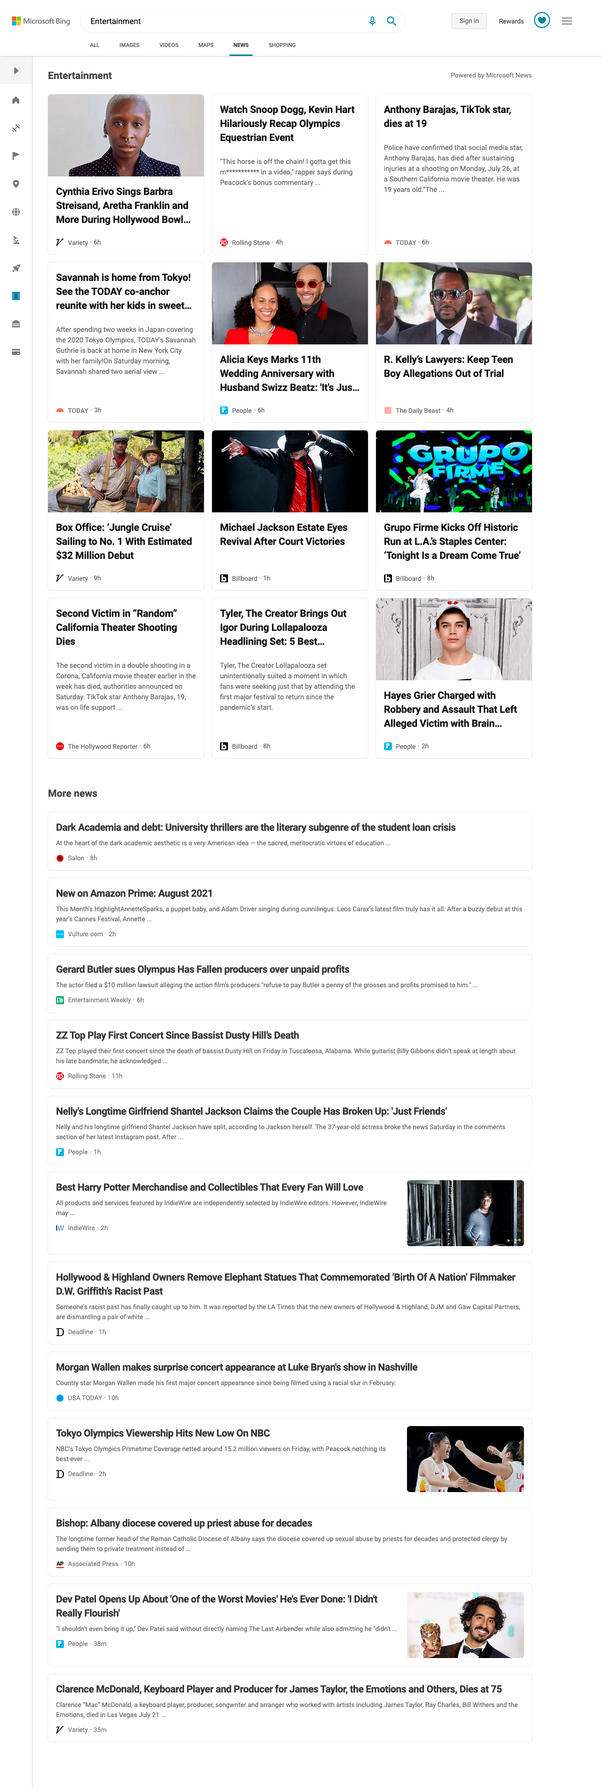 Microsoft Bing
Entertainment
Sign in
Rewards
ALL
IMAGES
VIDEOS
MAPS
NEWS
SHOPPING
Entertainment
Powered by Microsoft News
Cynthia Erivo Sings Barbra
Streisand, Aretha Franklin and
More During Hollywood Bowl...
Variety · 6h
Watch Snoop Dogg, Kevin Hart
Hilariously Recap Olympics
Equestrian Event
"This horse is off the chain! I gotta get this
m*********** in a video," rapper says during
Peacock's bonus commentary ...
Rolling Stone · 4h
Anthony Barajas, TikTok star,
dies at 19
Police have confirmed that social media star,
Anthony Barajas, has died after sustaining
injuries at a shooting on Monday, July 26, at
a Southern California movie theater. He was
19 years old."The ...
TODAY · 6h
Savannah is home from Tokyo!
See the TODAY co-anchor
reunite with her kids in sweet...
After spending two weeks in Japan covering
the 2020 Tokyo Olympics, TODAY's Savannah
Guthrie is back at home in New York City
with her family!On Saturday morning,
Savannah shared two aerial view ...
TODAY · 3h
Alicia Keys Marks 11th
Wedding Anniversary with
Husband Swizz Beatz: 'It's Jus...
People · 6h
R. Kelly's Lawyers: Keep Teen
Boy Allegations Out of Trial
The Daily Beast · 4h
Box Office: 'Jungle Cruise'
Sailing to No. 1 With Estimated
$32 Million Debut
Variety · 9h
Michael Jackson Estate Eyes
Revival After Court Victories
Billboard · 1h
GRUPO
FIRME
Grupo Firme Kicks Off Historic
Run at L.A.'s Staples Center:
'Tonight Is a Dream Come True'
Billboard · 8h
Second Victim in "Random"
California Theater Shooting
Dies
The second victim in a double shooting in a
Corona, California movie theater earlier in the
week has died, authorities announced on
Saturday. TikTok star Anthony Barajas, 19,
was on life support ...
The Hollywood Reporter · 6h
Tyler, The Creator Brings Out
Igor During Lollapalooza
Headlining Set: 5 Best...
Tyler, The Creator Lollapalooza set
unintentionally suited a moment in which
fans were seeking just that by attending the
first major festival to return since the
pandemic's start.
Billboard · 8h
Hayes Grier Charged with
Robbery and Assault That Left
Alleged Victim with Brain...
People · 2h
More news
Dark Academia and debt: University thrillers are the literary subgenre of the student loan crisis
At the heart of the dark academic aesthetic is a very American idea — the sacred, meritocratic virtues of education ...
Salon · 8h
New on Amazon Prime: August 2021
This Month's HighlightAnnetteSparks, a puppet baby, and Adam Driver singing during cunnilingus: Leos Carax's latest film truly has it all. After a buzzy debut at this
year's Cannes Festival, Annette ...
Vulture.com · 2h
Gerard Butler sues Olympus Has Fallen producers over unpaid profits
The actor filed a $10 million lawsuit alleging the action film's producers "refuse to pay Butler a penny of the grosses and profits promised to him." ...
Entertainment Weekly · 6h
ZZ Top Play First Concert Since Bassist Dusty Hill's Death
ZZ Top played their first concert since the death of bassist Dusty Hill on Friday in Tuscaloosa, Alabama. While guitarist Billy Gibbons didn't speak at length about
his late bandmate, he acknowledged ...
Rolling Stone · 11h
Nelly's Longtime Girlfriend Shantel Jackson Claims the Couple Has Broken Up: 'Just Friends'
Nelly and his longtime girlfriend Shantel Jackson have split, according to Jackson herself. The 37-year-old actress broke the news Saturday in the comments
section of her latest Instagram post. After ...
People · 1h
Best Harry Potter Merchandise and Collectibles That Every Fan Will Love
All products and services featured by IndieWire are independently selected by IndieWire editors. However, IndieWire
may ...
IndieWire · 2h
Hollywood & Highland Owners Remove Elephant Statues That Commemorated 'Birth Of A Nation' Filmmaker
D.W. Griffith's Racist Past
Someone's racist past has finally caught up to him. It was reported by the LA Times that the new owners of Hollywood & Highland, DJM and Gaw Capital Partners,
are dismantling a pair of white ...
Deadline · 1h
Morgan Wallen makes surprise concert appearance at Luke Bryan's show in Nashville
Country star Morgan Wallen made his first major concert appearance since being filmed using a racial slur in February.
USA TODAY · 10h
Tokyo Olympics Viewership Hits New Low On NBC
NBC's Tokyo Olympics Primetime Coverage netted around 15.2 million viewers on Friday, with Peacock notching its
best-ever ...
Deadline · 2h
Bishop: Albany diocese covered up priest abuse for decades
The longtime former head of the Roman Catholic Diocese of Albany says the diocese covered up sexual abuse by priests for decades and protected clergy by
sending them to private treatment instead of ...
Associated Press · 10h
Dev Patel Opens Up About 'One of the Worst Movies' He's Ever Done: 'I Didn't
Really Flourish'
"I shouldn't even bring it up," Dev Patel said without directly naming The Last Airbender while also admitting he "didn't ...
People · 38m
Clarence McDonald, Keyboard Player and Producer for James Taylor, the Emotions and Others, Dies at 75
Clarence "Mac" McDonald, a keyboard player, producer, songwriter and arranger who worked with artists including James Taylor, Ray Charles, Bill Withers and the
Emotions, died in Las Vegas July 21 ...
Variety · 35m